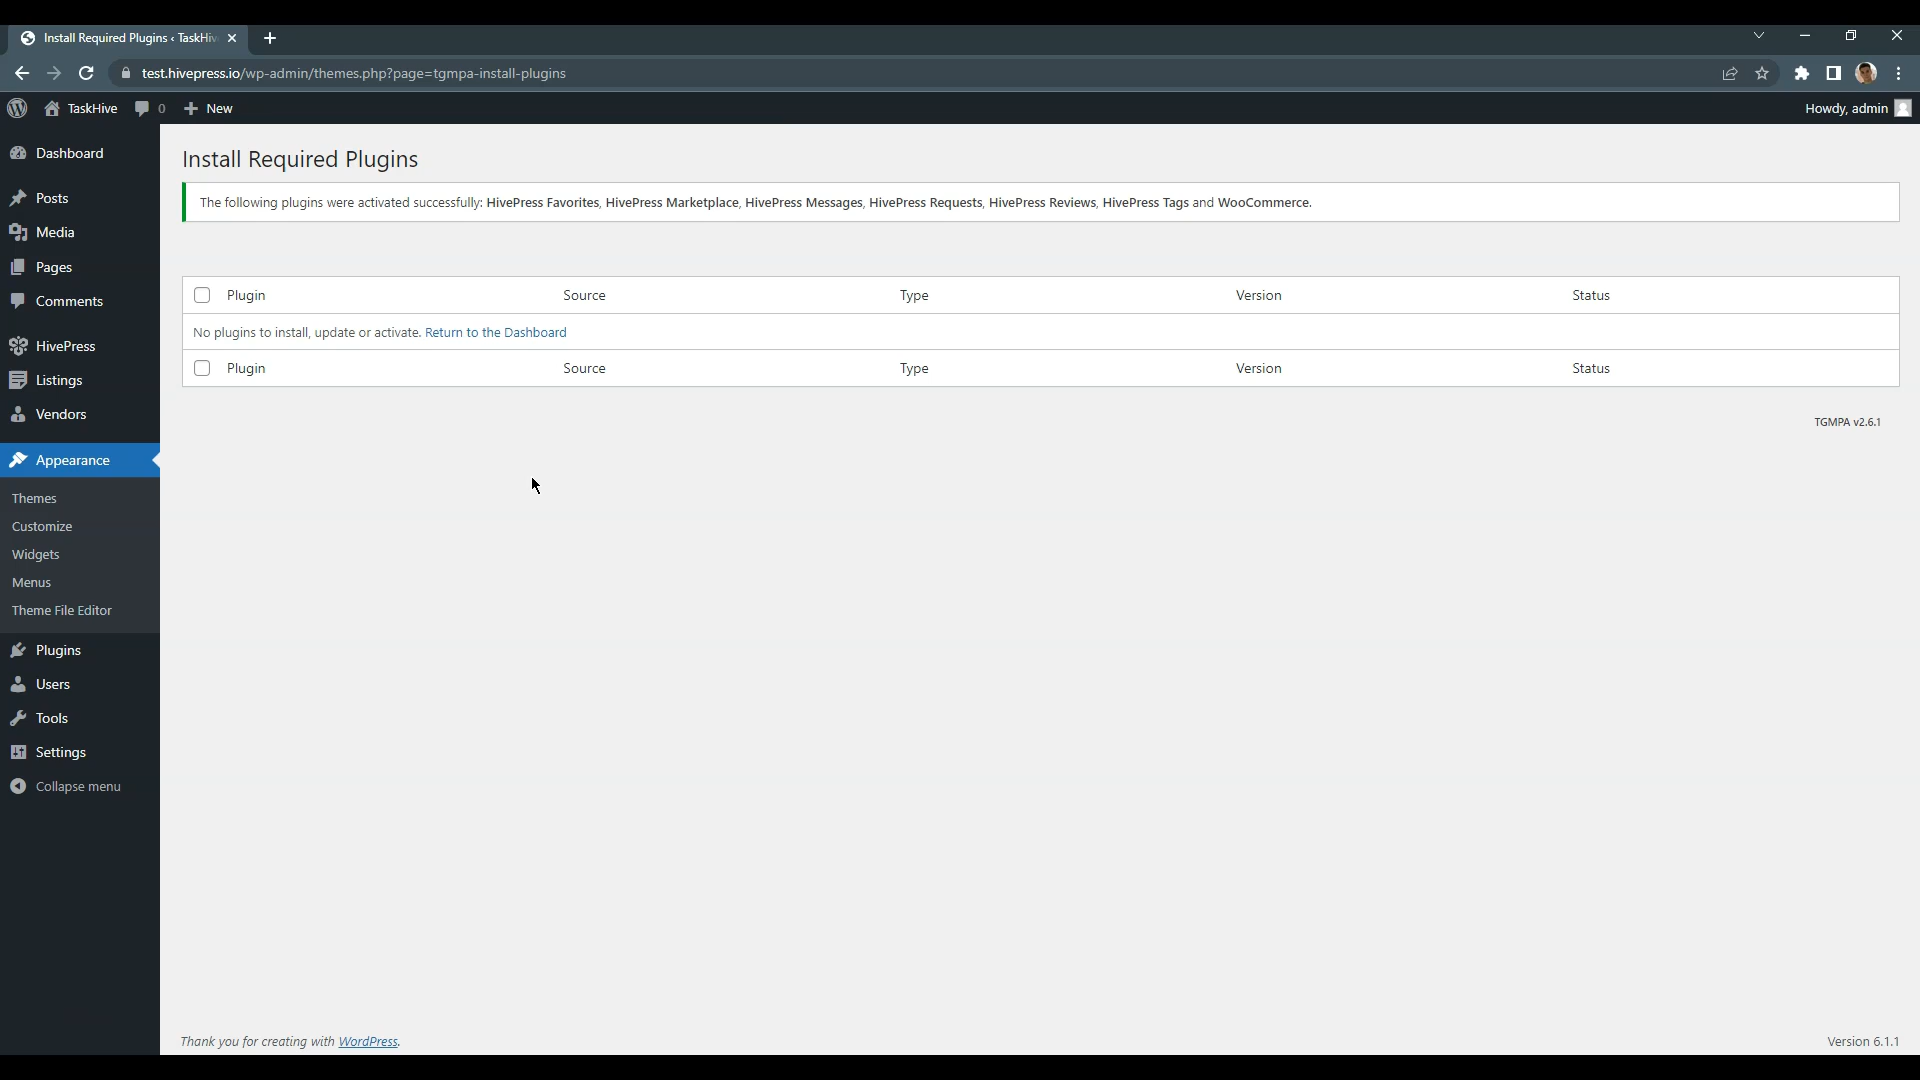 Install Required Plugins ‹ TaskHiv
test.hivepress.io/wp-admin/themes.php?page=tgmpa-install-plugins
TaskHive 0 New Howdy, admin
Dashboard
Posts
Media
Pages
Comments
HivePress
Listings
Vendors
Appearance
Themes
Customize
Widgets
Menus
Theme File Editor
Plugins
Users
Tools
Settings
Collapse menu
Install Required Plugins
The following plugins were activated successfully: HivePress Favorites, HivePress Marketplace, HivePress Messages, HivePress Requests, HivePress Reviews, HivePress Tags and WooCommerce.
Plugin Source Type Version Status
No plugins to install, update or activate. Return to the Dashboard
Plugin Source Type Version Status
TGMPA v2.6.1
Thank you for creating with WordPress. Version 6.1.1